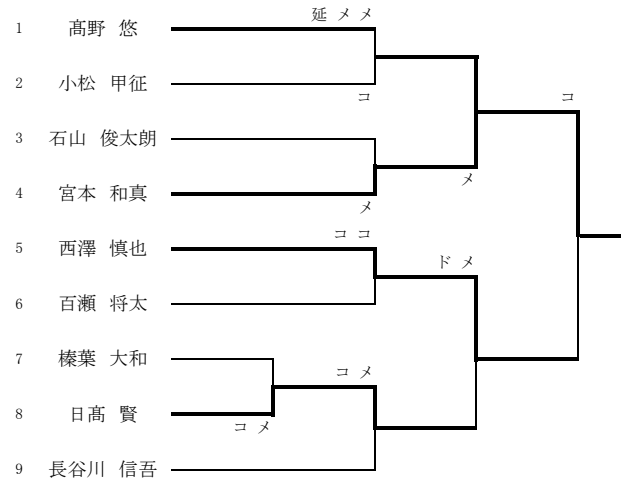 延 メ メ
1 髙野 悠
2 小松 甲征
コ
コ
3 石山 俊太朗
メ
4 宮本 和真
メ
コ コ
5 西澤 慎也
ド メ
6 百瀬 将太
7 榛葉 大和
コ メ
8 日髙 賢
コ メ
9 長谷川 信吾